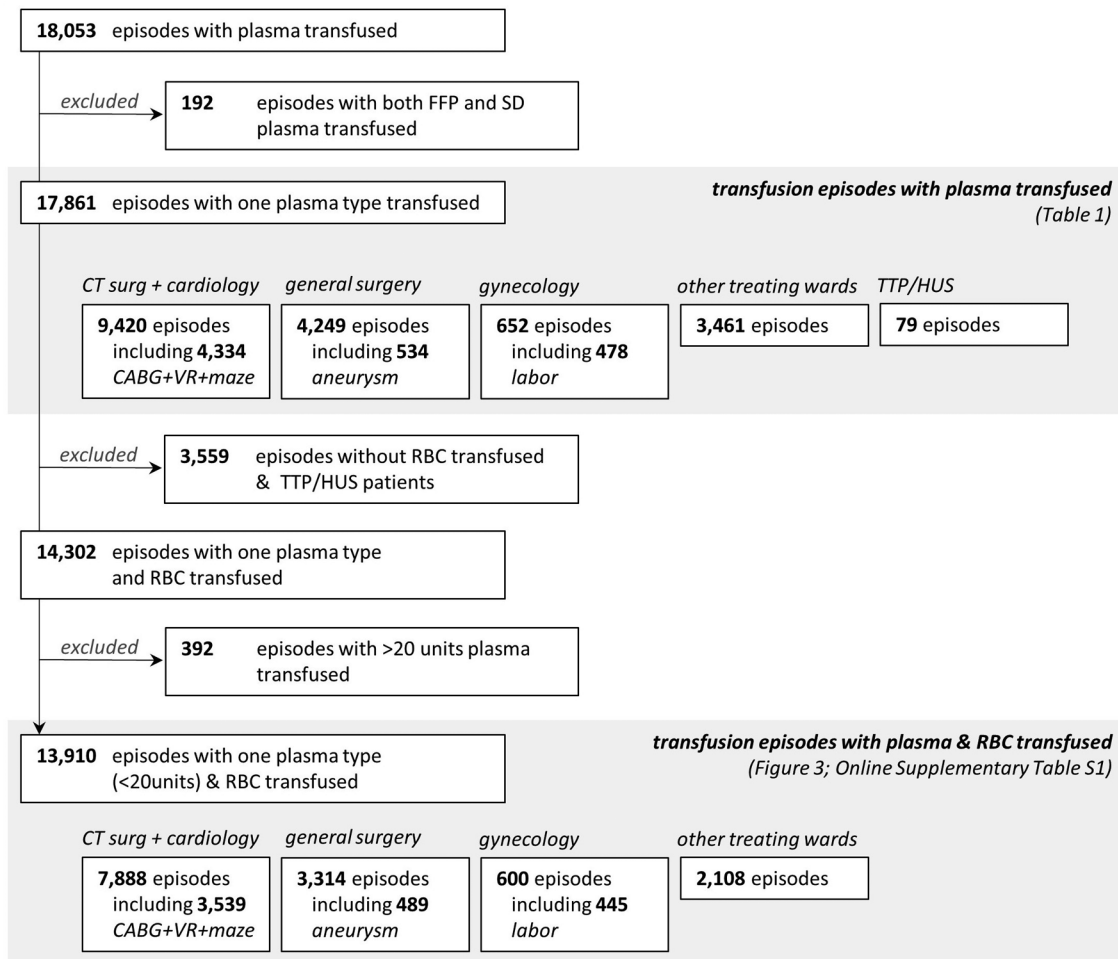 18,053 episodes with plasma transfused
excluded
192 episodes with both FFP and SD
plasma transfused
17,861 episodes with one plasma type transfused
transfusion episodes with plasma transfused
(Table 1)
CT surg + cardiology
9,420 episodes
including 4,334
CABG+VR+maze
general surgery
4,249 episodes
including 534
aneurysm
gynecology
652 episodes
including 478
labor
other treating wards
3,461 episodes
TTP/HUS
79 episodes
excluded
3,559 episodes without RBC transfused
& TTP/HUS patients
14,302 episodes with one plasma type
and RBC transfused
excluded
392 episodes with >20 units plasma
transfused
13,910 episodes with one plasma type
(<20units) & RBC transfused
transfusion episodes with plasma & RBC transfused
(Figure 3; Online Supplementary Table S1)
CT surg + cardiology
7,888 episodes
including 3,539
CABG+VR+maze
general surgery
3,314 episodes
including 489
aneurysm
gynecology
600 episodes
including 445
labor
other treating wards
2,108 episodes